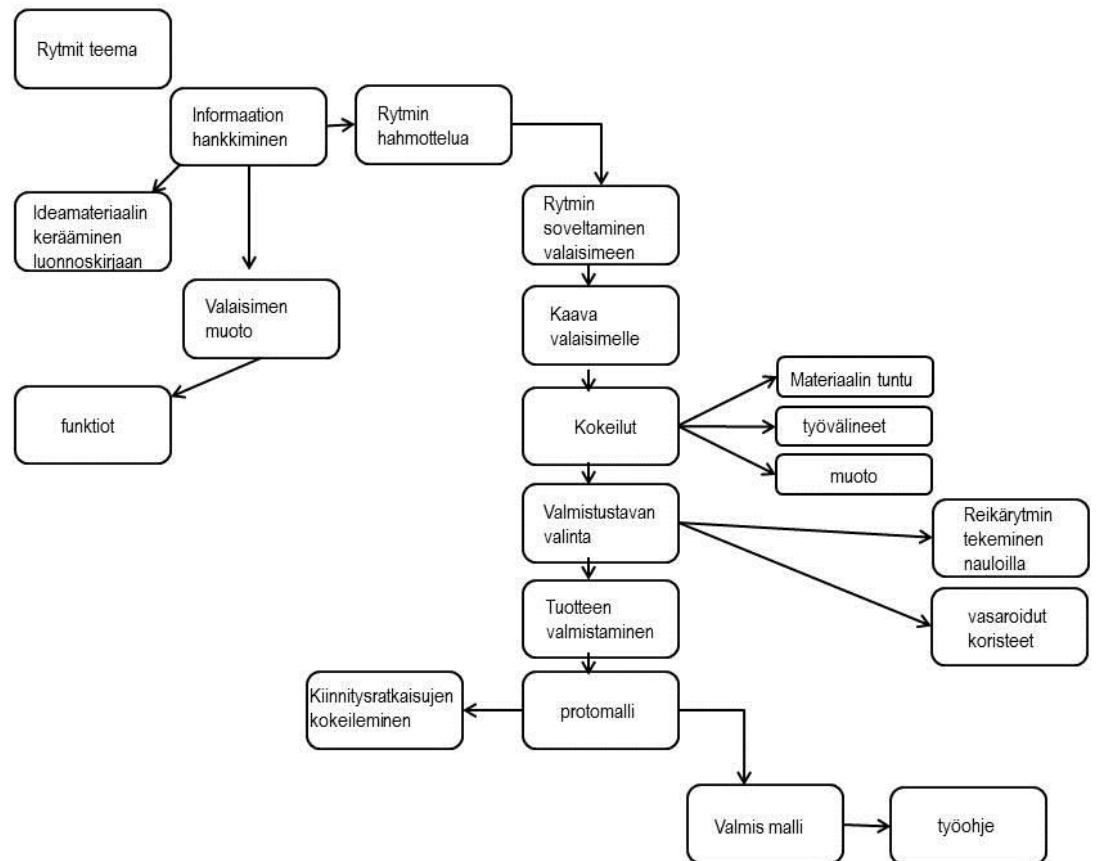 Rytmit teema
Informaation
hankkiminen
Rytmin
hahmottelua
Ideamateriaalin
kerääminen
luonnoskirjaan
Rytmin
soveltaminen
valaisimeen
Valaisimen
muoto
Kaava
valaisimelle
funktiot
Kokeilut
Materiaalin tuntu
työvälineet
muoto
Valmistustavan
valinta
Reikärytmin
tekeminen
nauloilla
Tuotteen
valmistaminen
vasaroidut
koristeet
Kiinnitysratkaisujen
kokeileminen
protomalli
Valmis malli
työohje